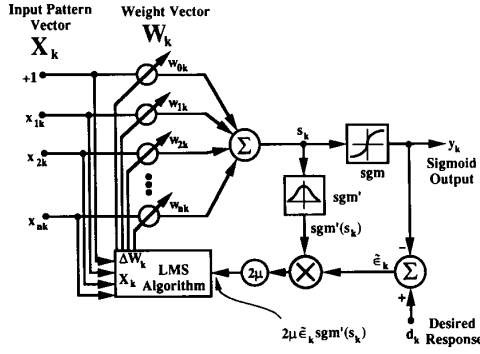 Input Pattern Vector
X_k
Weight Vector
W_k
+1
w_0k
x_1k
w_1k
x_2k
w_2k
x_nk
w_nk
Σ
s_k
sgm
y_k
Sigmoid Output
sgm'
sgm'(s_k)
ΔW_k
X_k
LMS Algorithm
2μ
ε̃_k
−
Σ
+
2μ ε̃_k sgm'(s_k)
d_k
Desired Response